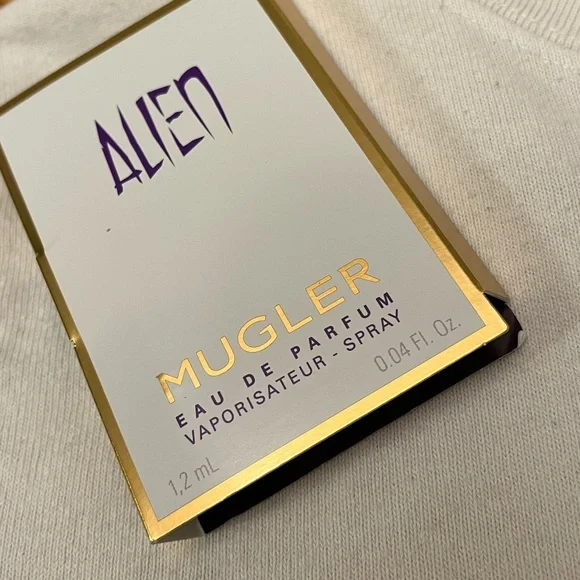 ALIEN
MUGLER
EAU DE PARFUM
VAPORISATEUR - SPRAY
1,2 mL 0.04 Fl. Oz.